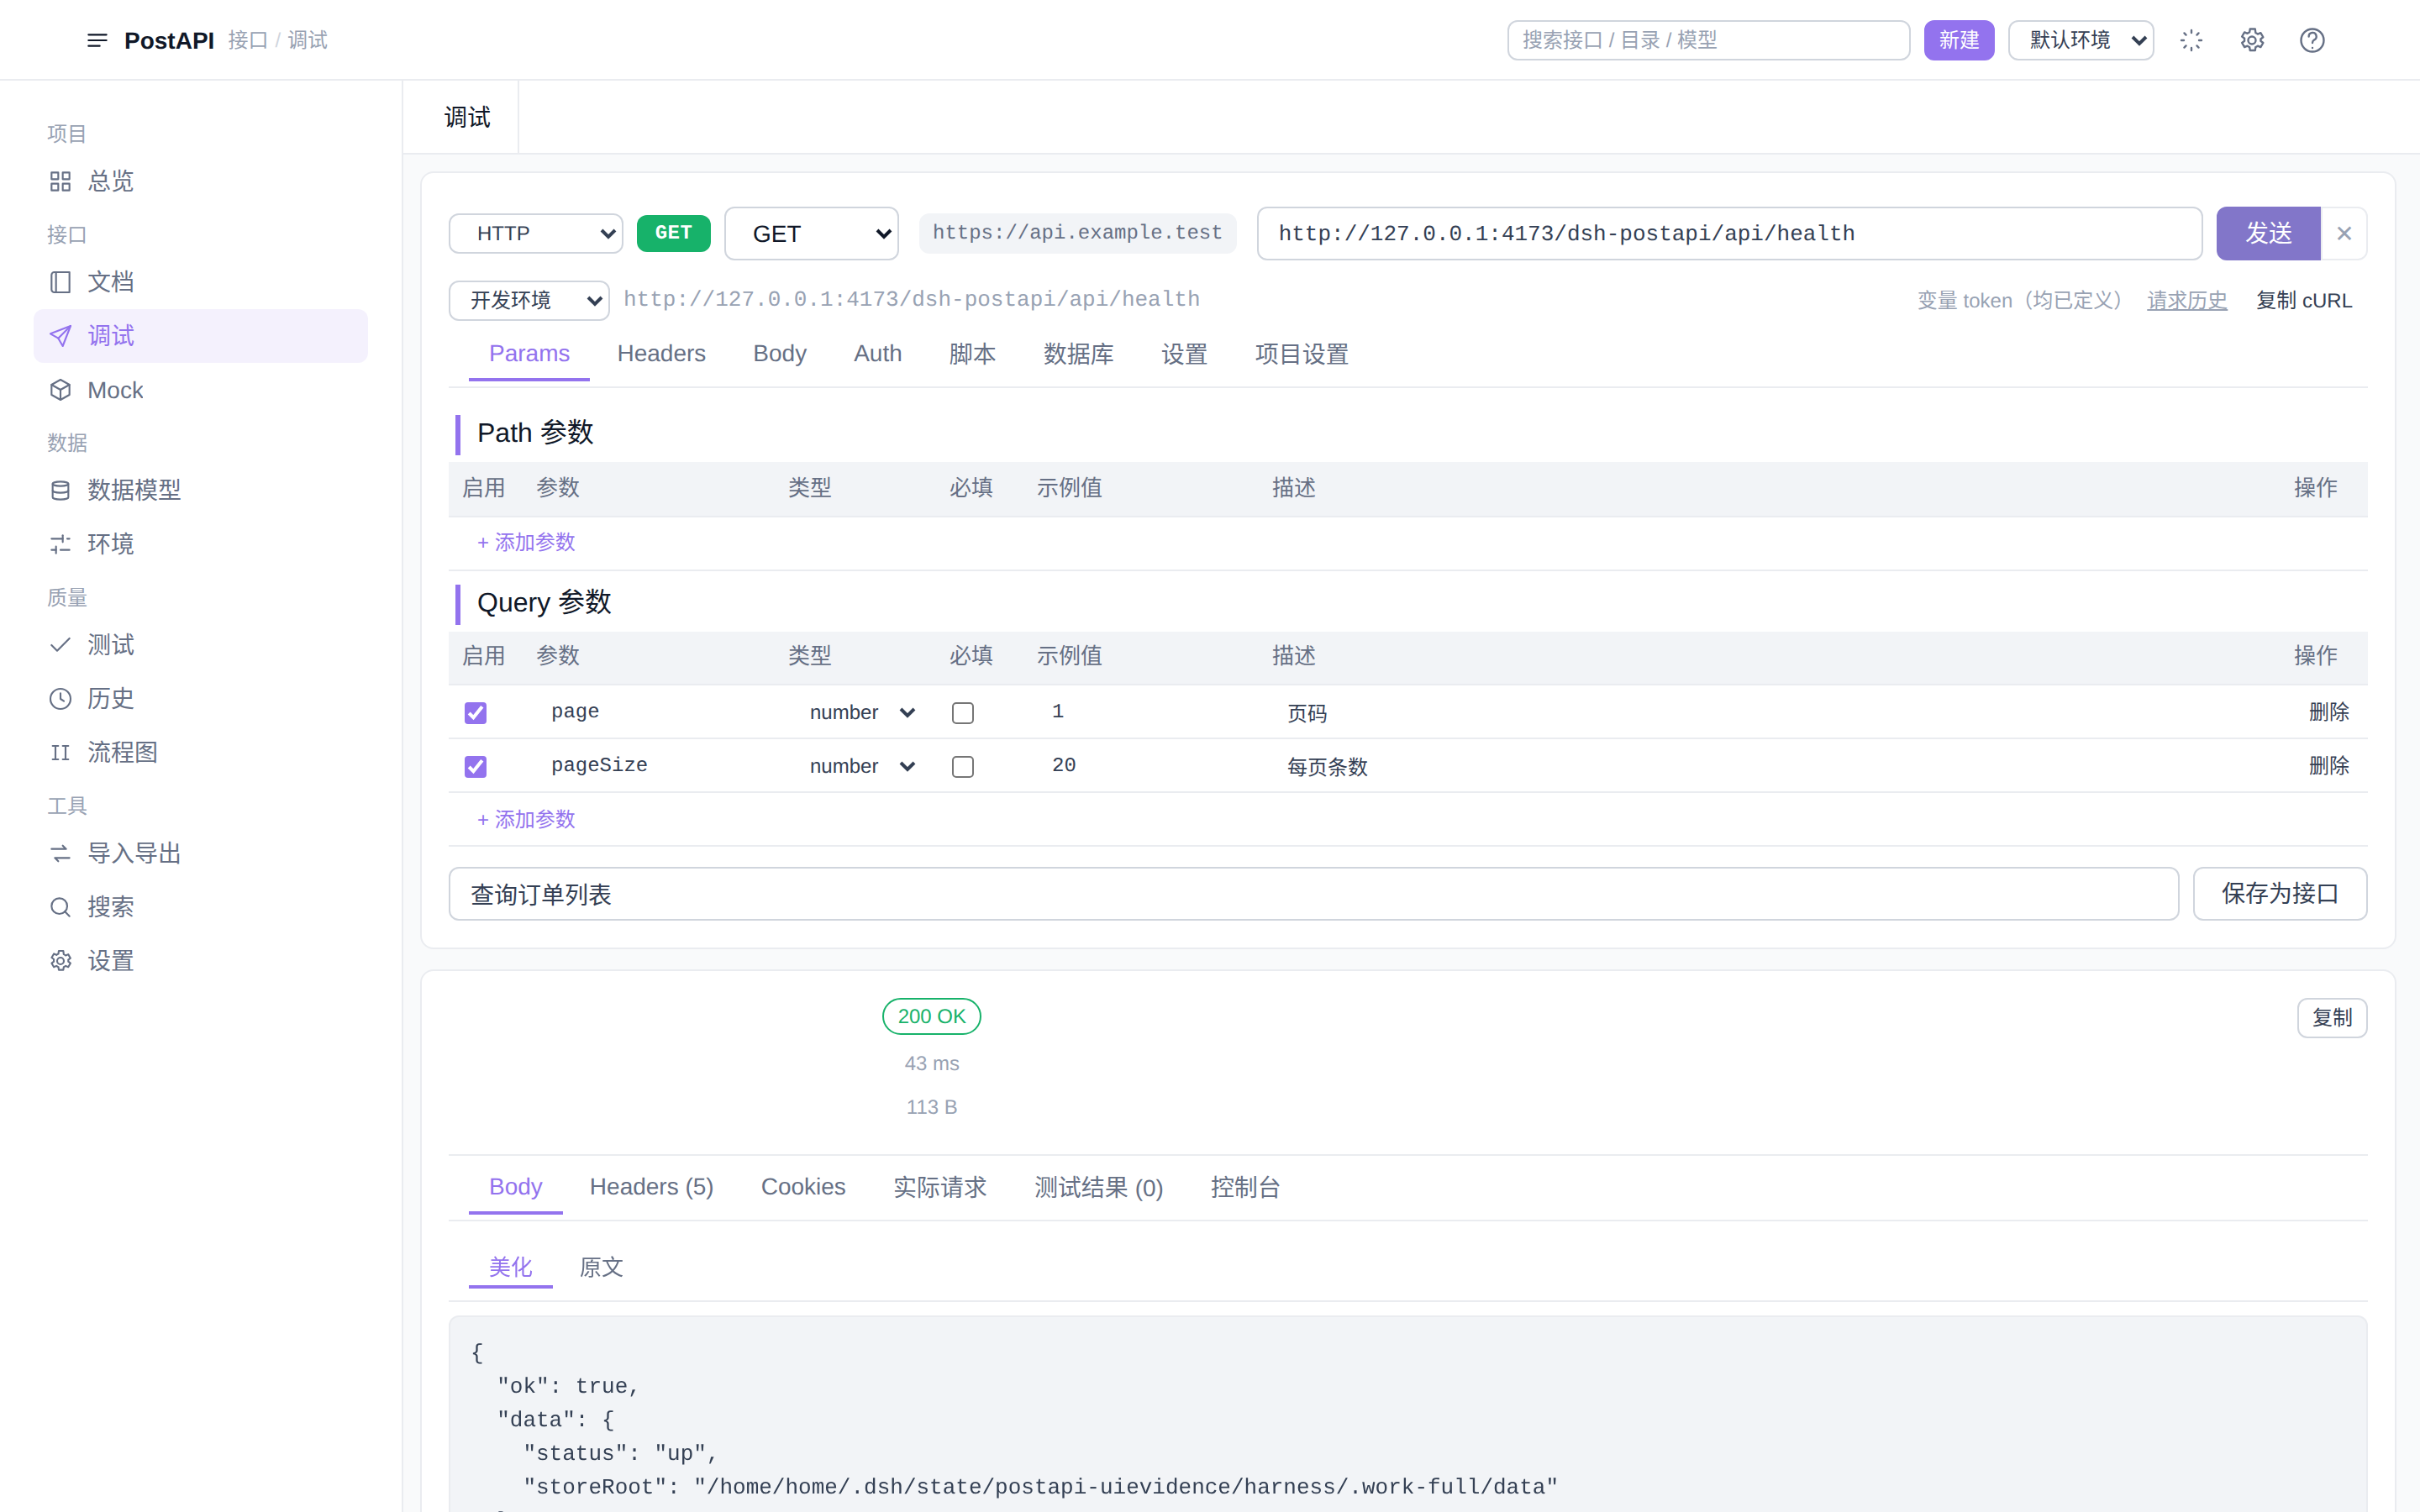 PostAPI 接口 / 调试 搜索接口 / 目录 / 模型 新建 默认环境
项目
总览
接口
文档
调试
Mock
数据
数据模型
环境
质量
测试
历史
流程图
工具
导入导出
搜索
设置
调试
HTTP GET GET https://api.example.test http://127.0.0.1:4173/dsh-postapi/api/health 发送 ✕
开发环境 http://127.0.0.1:4173/dsh-postapi/api/health 变量 token（均已定义） 请求历史 复制 cURL
Params Headers Body Auth 脚本 数据库 设置 项目设置
Path 参数
启用 参数 类型 必填 示例值 描述 操作
+ 添加参数
Query 参数
启用 参数 类型 必填 示例值 描述 操作
page number 1 页码 删除
pageSize number 20 每页条数 删除
+ 添加参数
查询订单列表 保存为接口
200 OK 复制
43 ms
113 B
Body Headers (5) Cookies 实际请求 测试结果 (0) 控制台
美化 原文
{
"ok": true,
"data": {
"status": "up",
"storeRoot": "/home/home/.dsh/state/postapi-uievidence/harness/.work-full/data"